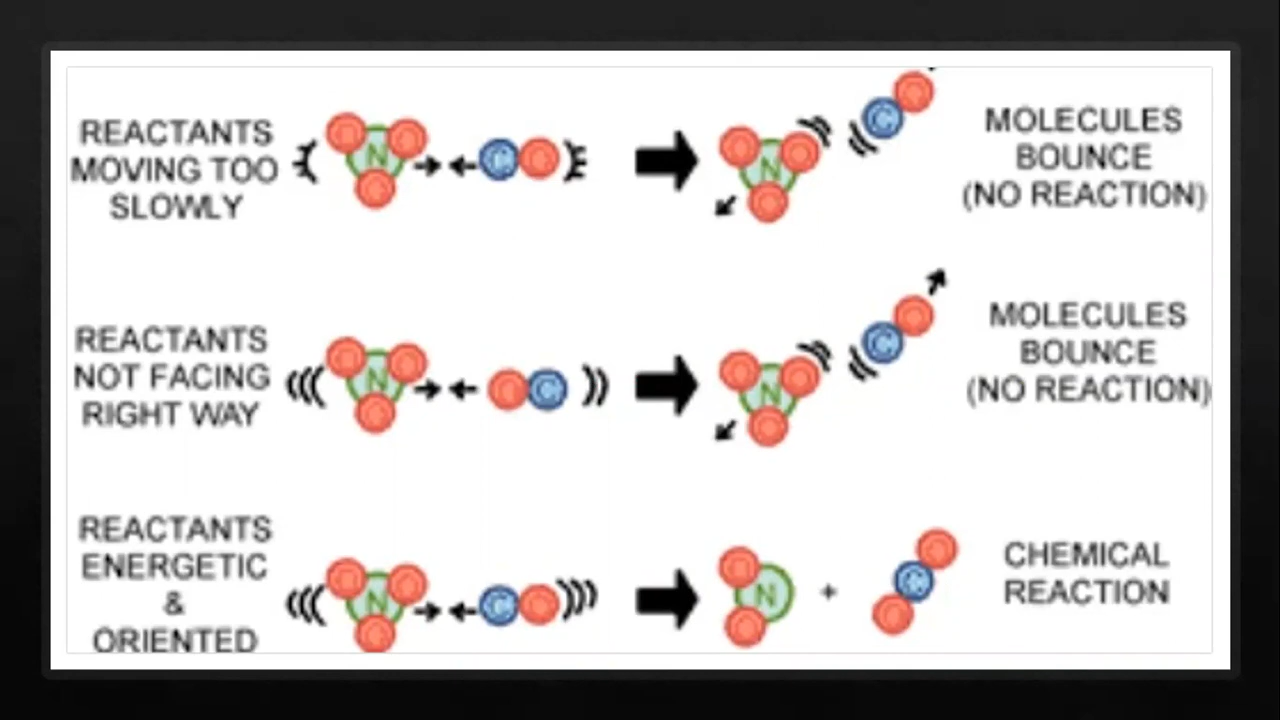 REACTANTS
MOVING TOO
SLOWLY
N
C
N
C
MOLECULES
BOUNCE
(NO REACTION)
REACTANTS
NOT FACING
RIGHT WAY
N
C
N
C
MOLECULES
BOUNCE
(NO REACTION)
REACTANTS
ENERGETIC
&
ORIENTED
N
C
N
+
C
CHEMICAL
REACTION